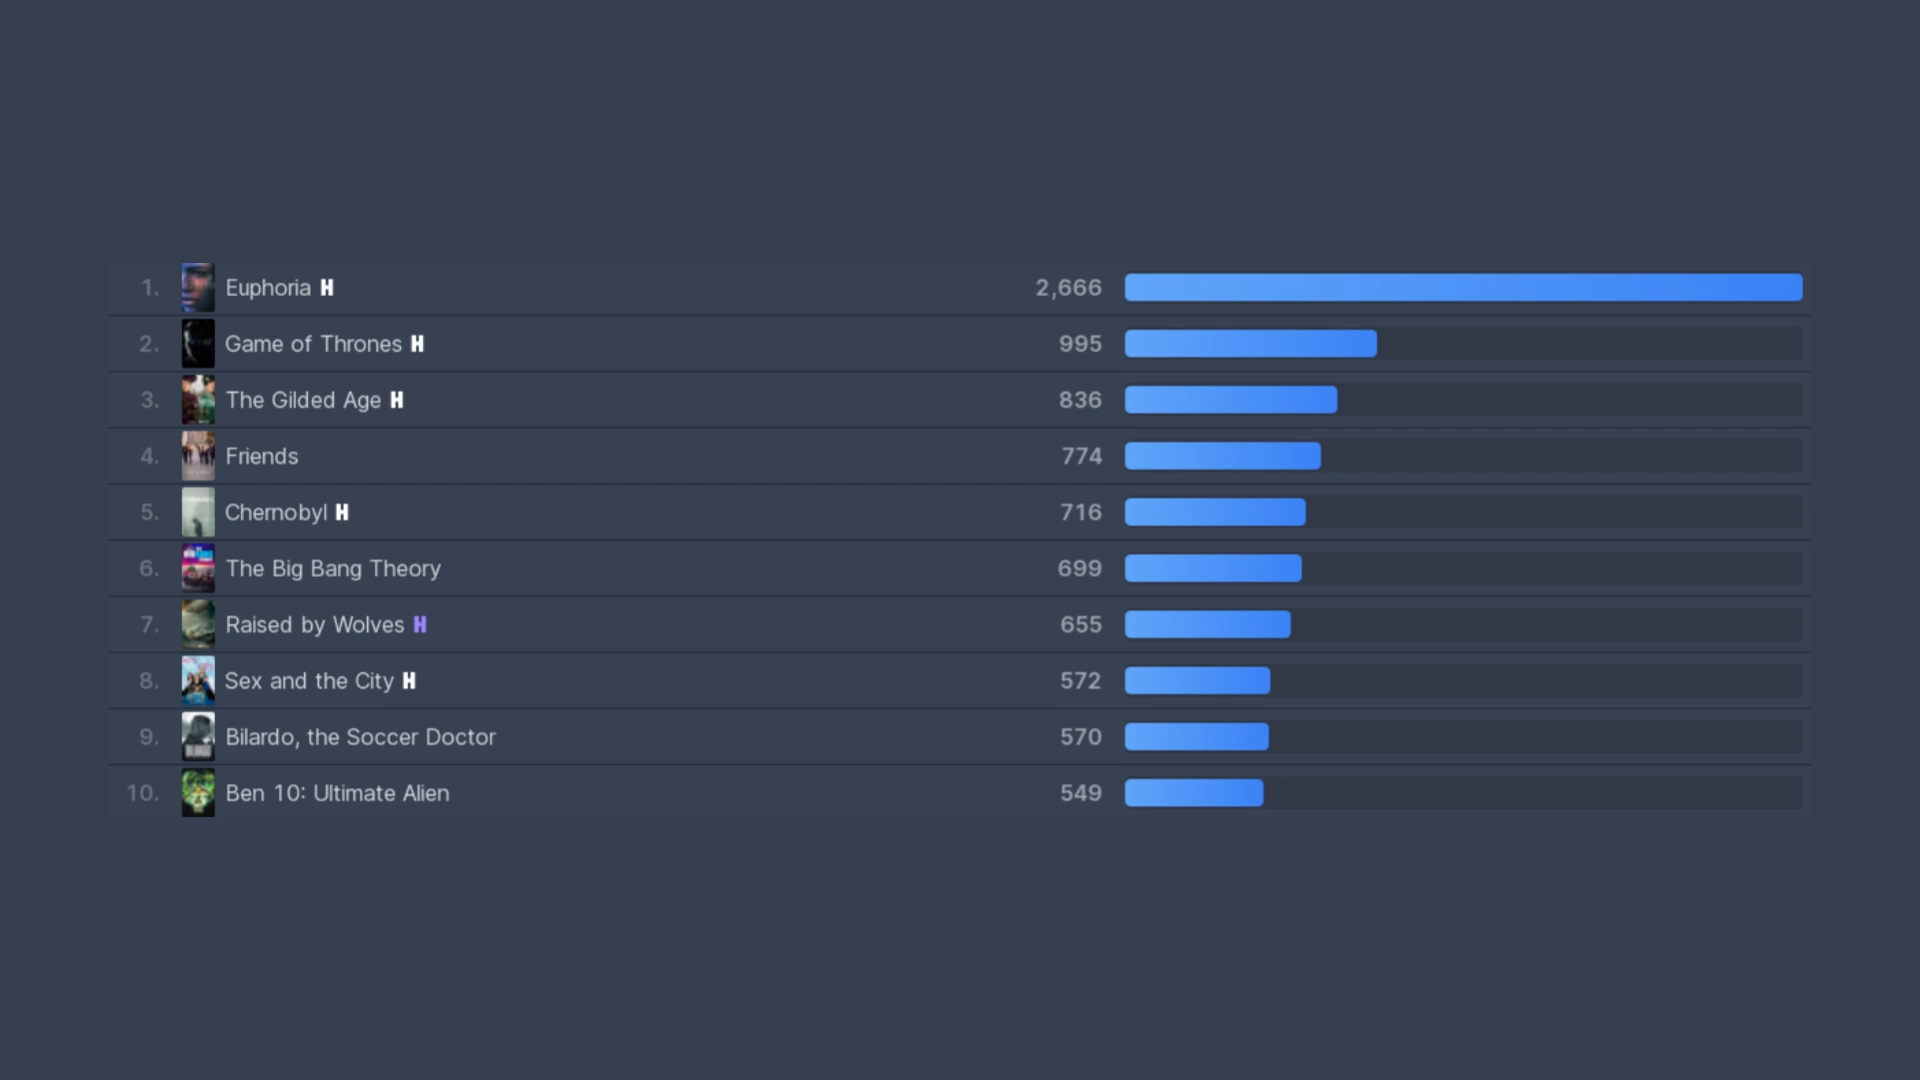 1. Euphoria H 2,666
2. Game of Thrones H 995
3. The Gilded Age H 836
4. Friends 774
5. Chernobyl H 716
6. The Big Bang Theory 699
7. Raised by Wolves H 655
8. Sex and the City H 572
9. Bilardo, the Soccer Doctor 570
10. Ben 10: Ultimate Alien 549